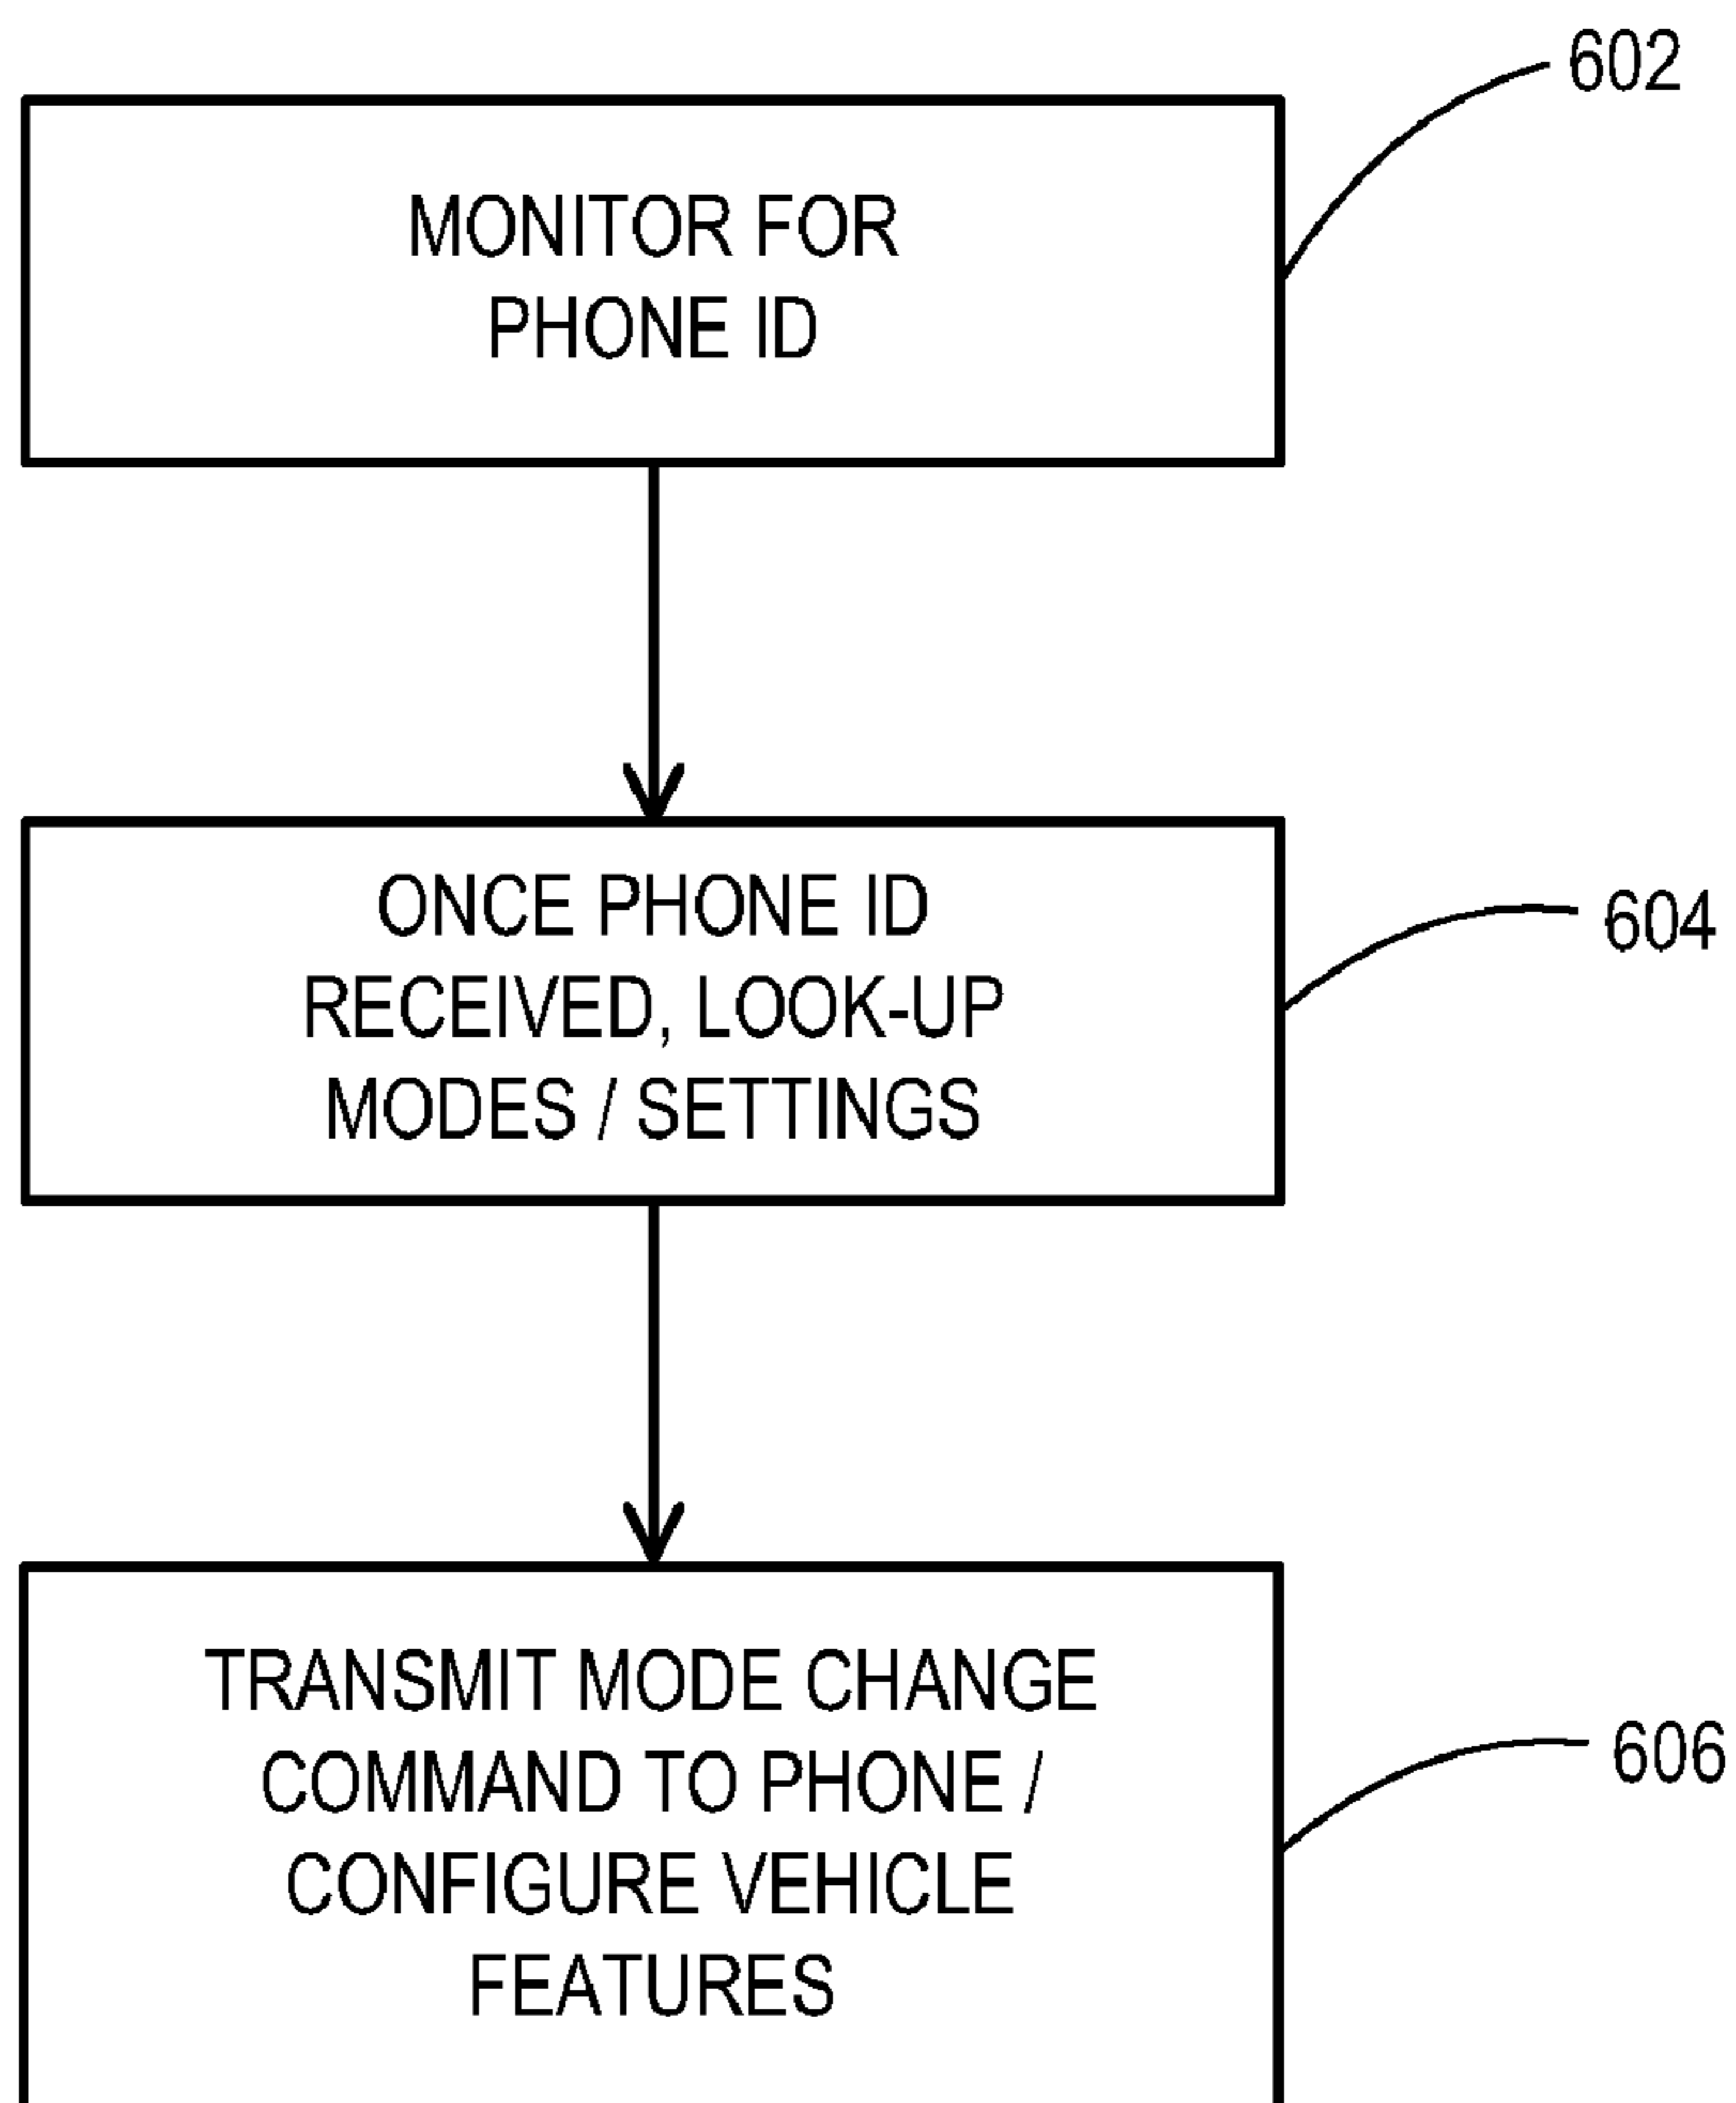 602
MONITOR FOR
PHONE ID
ONCE PHONE ID
RECEIVED, LOOK-UP
MODES / SETTINGS
604
TRANSMIT MODE CHANGE
COMMAND TO PHONE /
CONFIGURE VEHICLE
FEATURES
606